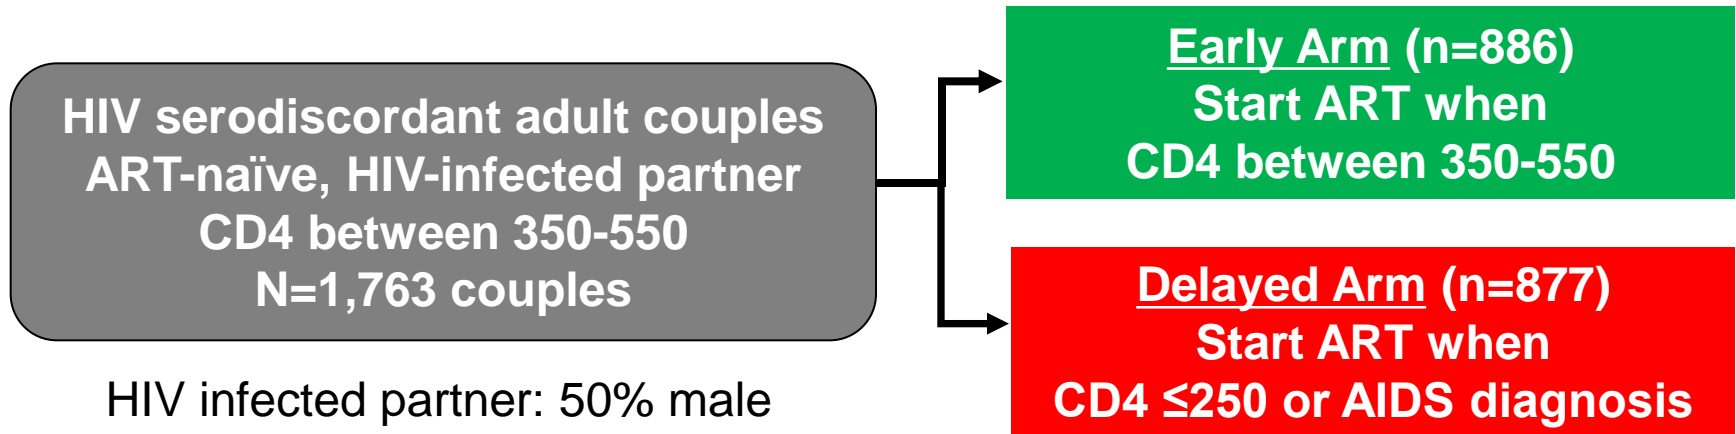 HIV serodiscordant adult couples
ART-naïve, HIV-infected partner
CD4 between 350-550
N=1,763 couples
HIV infected partner: 50% male
Early Arm (n=886)
Start ART when
CD4 between 350-550
Delayed Arm (n=877)
Start ART when
CD4 ≤250 or AIDS diagnosis